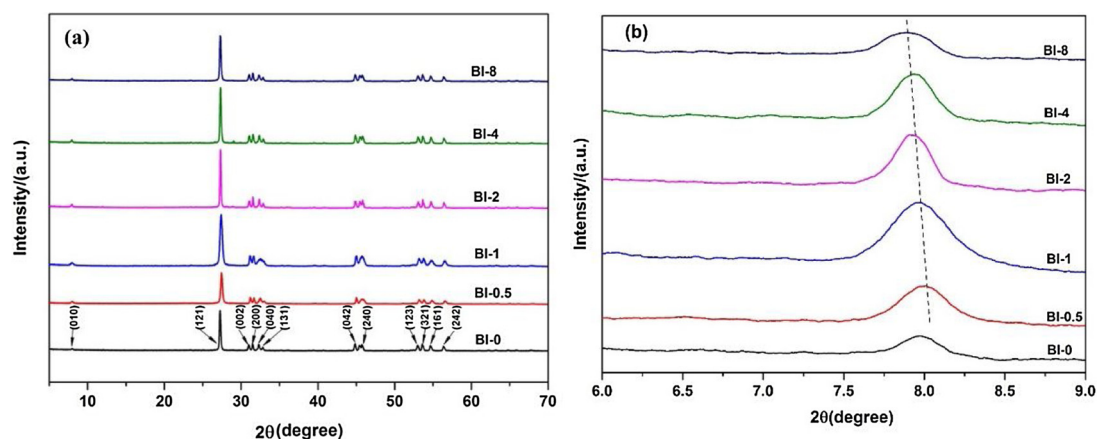 (a)
BI-8
BI-4
BI-2
BI-1
BI-0.5
BI-0
(010)
(121)
(002)
(200)
(040)
(131)
(042)
(240)
(123)
(321)
(161)
(242)
Intensity/(a.u.)
10 20 30 40 50 60 70
2θ(degree)
(b)
BI-8
BI-4
BI-2
BI-1
BI-0.5
BI-0
Intensity/(a.u.)
6.0 6.5 7.0 7.5 8.0 8.5 9.0
2θ(degree)